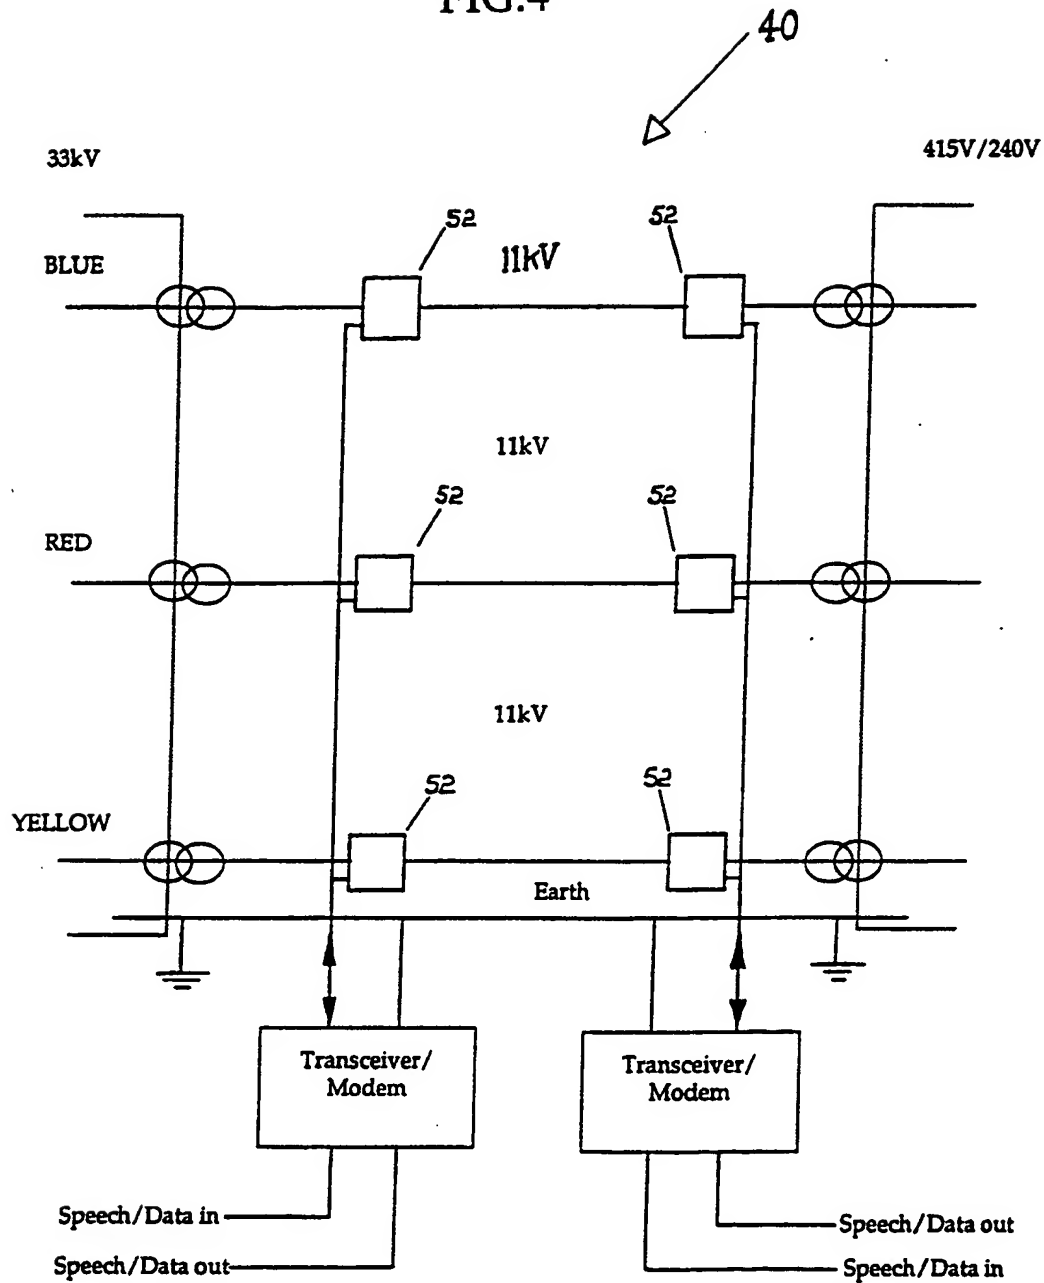 FIG.4
40
33kV
415V/240V
52
52
BLUE
11kV
11kV
52
52
RED
11kV
52
52
YELLOW
Earth
Transceiver/
Modem
Transceiver/
Modem
Speech/Data in
Speech/Data out
Speech/Data out
Speech/Data in